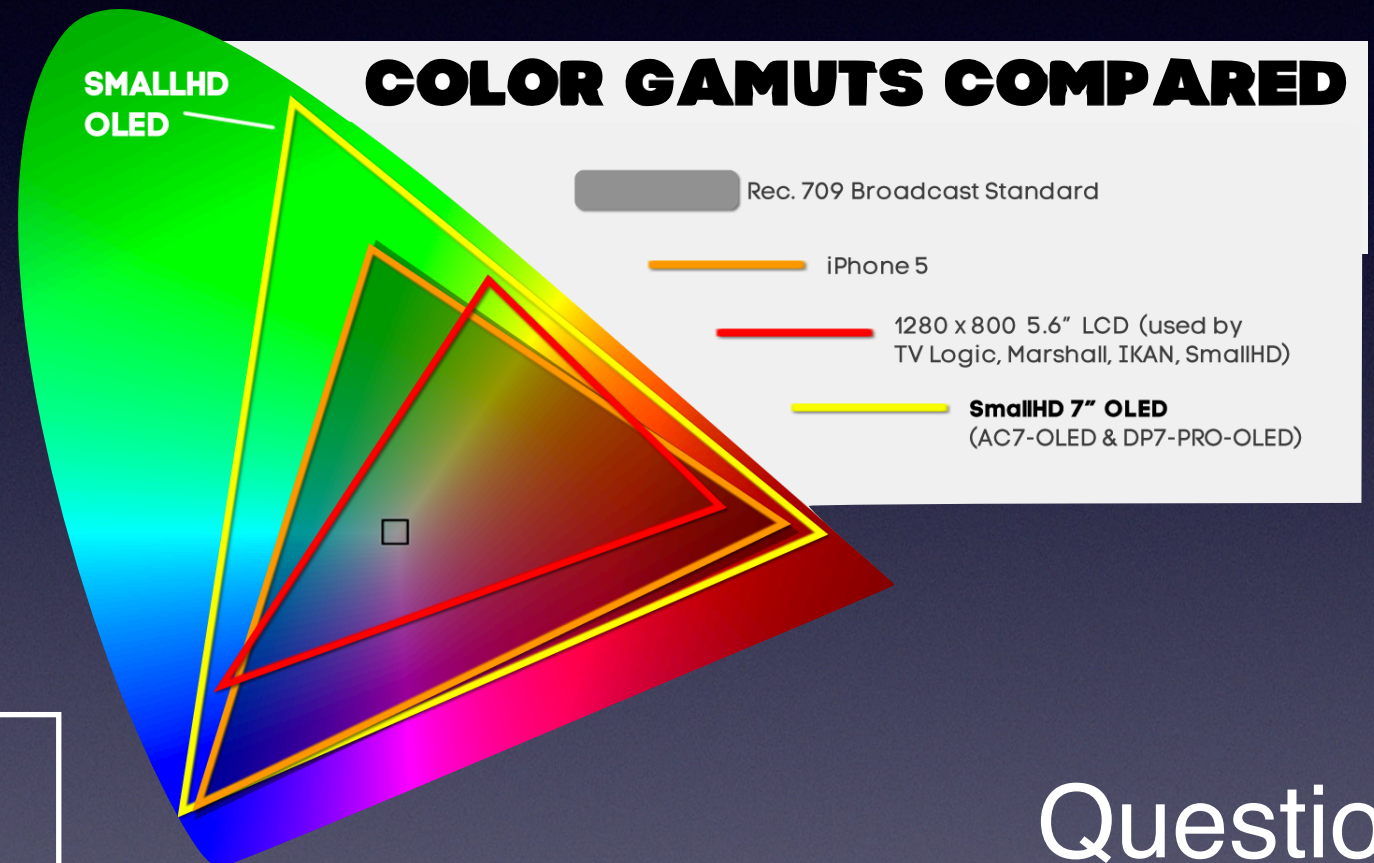 COLOR GAMUTS COMPARED
SMALLHD
OLED
Rec. 709 Broadcast Standard
iPhone 5
1280 x 800 5.6” LCD (used by
TV Logic, Marshall, IKAN, SmallHD)
SmallHD 7” OLED
(AC7-OLED & DP7-PRO-OLED)
Questio